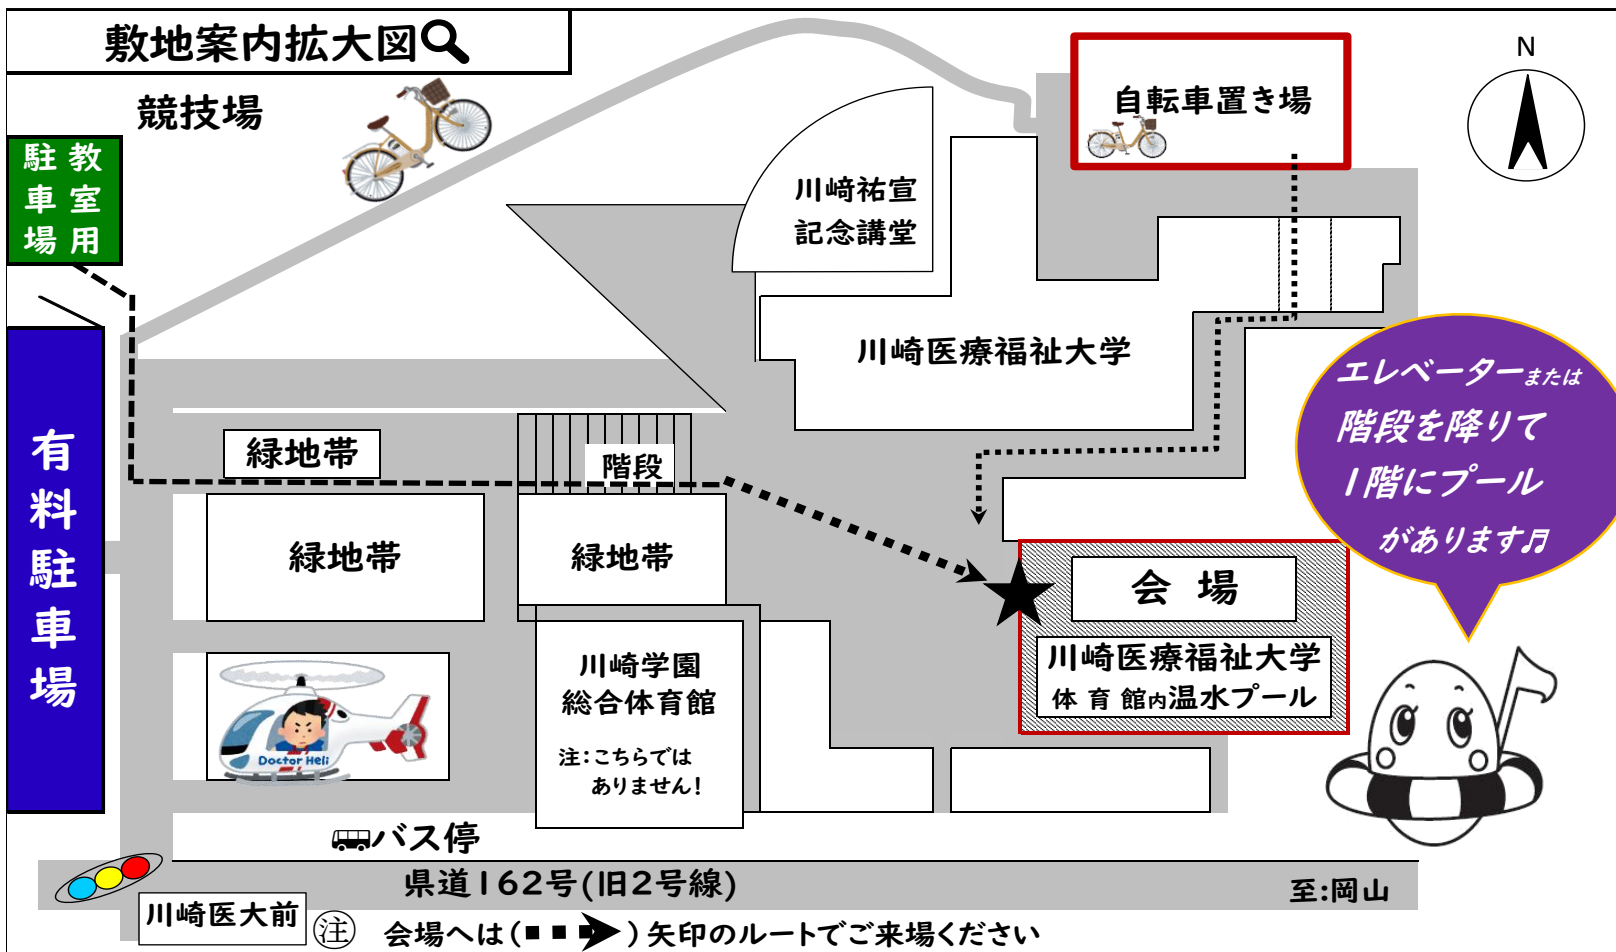 敷地案内拡大図
N
競技場
自転車置き場
教室用
駐車場
川﨑祐宣
記念講堂
川崎医療福祉大学
エレベーターまたは
階段を降りて
1階にプール
があります♬
有料駐車場
緑地帯
階段
緑地帯
緑地帯
会 場
川崎医療福祉大学
体 育 館内温水プール
川崎学園
総合体育館
注:こちらでは
ありません!
Doctor Heli
バス停
県道162号(旧2号線)
至:岡山
川崎医大前
注 会場へは( )矢印のルートでご来場ください